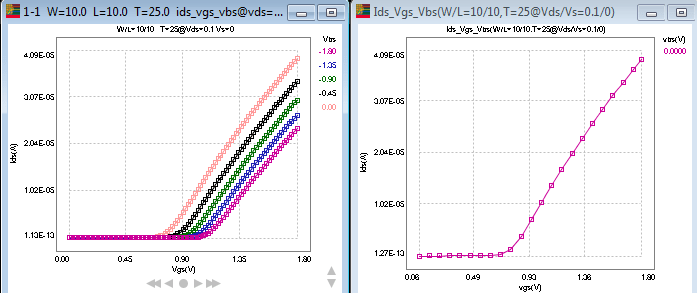 1-1 W=10.0 L=10.0 T=25.0 ids_vgs_vbs@vds=...
W/L=10/10 T=25@Vds=0.1 Vs=0
Vbs
-1.80
-1.35
-0.90
-0.45
0.00
4.09E-05
3.07E-05
2.04E-05
1.02E-05
1.13E-13
Ids(A)
0.00
0.45
0.90
1.35
1.80
Vgs(V)
Ids_Vgs_Vbs(W/L=10/10,T=25@Vds/Vs=0.1/0)
Ids_Vgs_Vbs(W/L=10/10,T=25@Vds/Vs=0.1/0)
vbs(V)
0.0000
4.09E-05
3.07E-05
2.04E-05
1.02E-05
1.27E-13
Ids(A)
0.06
0.49
0.90
1.36
1.80
vgs(V)